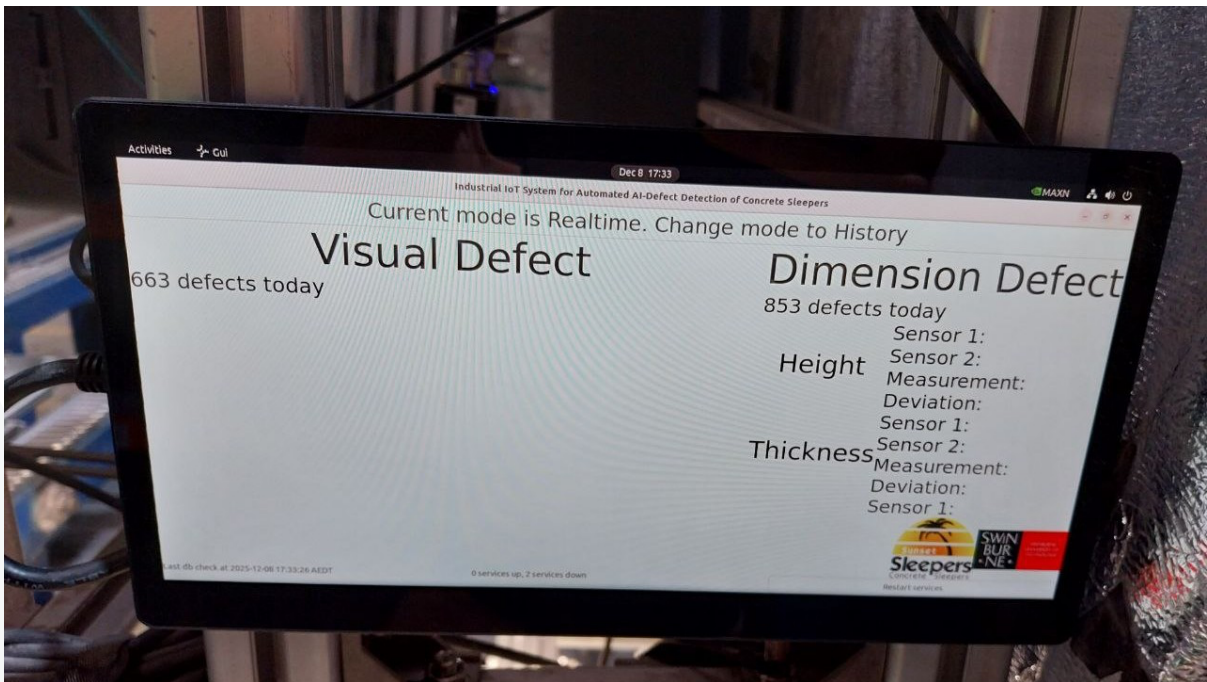 Activities Gui
Dec 8 17:33
MAXN
Industrial IoT System for Automated AI-Defect Detection of Concrete Sleepers
Current mode is Realtime. Change mode to History
Visual Defect
663 defects today
Dimension Defect
853 defects today
Height
Sensor 1:
Sensor 2:
Measurement:
Deviation:
Thickness
Sensor 1:
Sensor 2:
Measurement:
Deviation:
Sensor 1:
Sunset
Sleepers
Concrete Sleepers
SWIN
BUR
NE
Last db check at 2025-12-08 17:33:26 AEDT
0 services up, 2 services down
Restart services